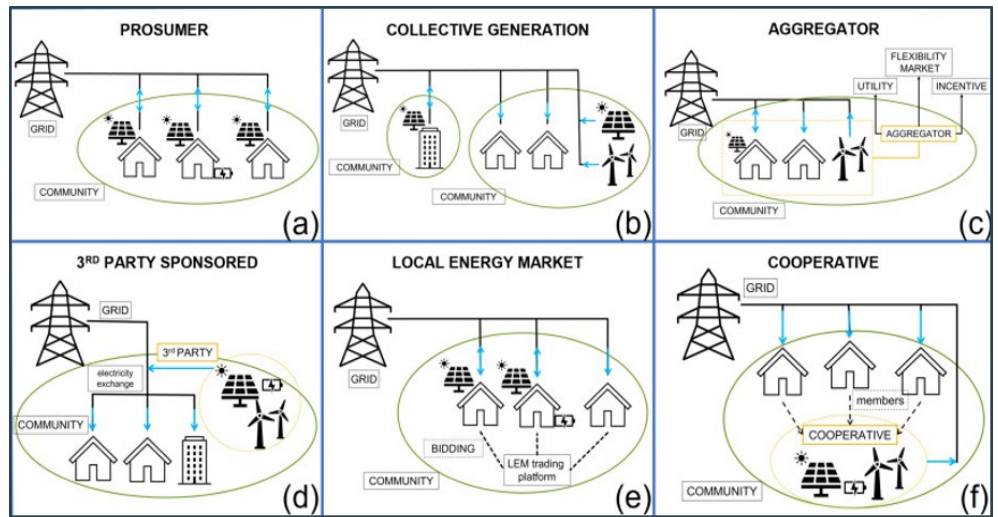 PROSUMER
GRID
COMMUNITY
(a)
COLLECTIVE GENERATION
GRID
COMMUNITY
COMMUNITY
(b)
AGGREGATOR
FLEXIBILITY
MARKET
UTILITY
INCENTIVE
GRID
AGGREGATOR
COMMUNITY
(c)
3RD PARTY SPONSORED
GRID
3rd PARTY
electricity
exchange
COMMUNITY
(d)
LOCAL ENERGY MARKET
GRID
BIDDING
LEM trading
platform
COMMUNITY
(e)
COOPERATIVE
GRID
members
COOPERATIVE
COMMUNITY
(f)